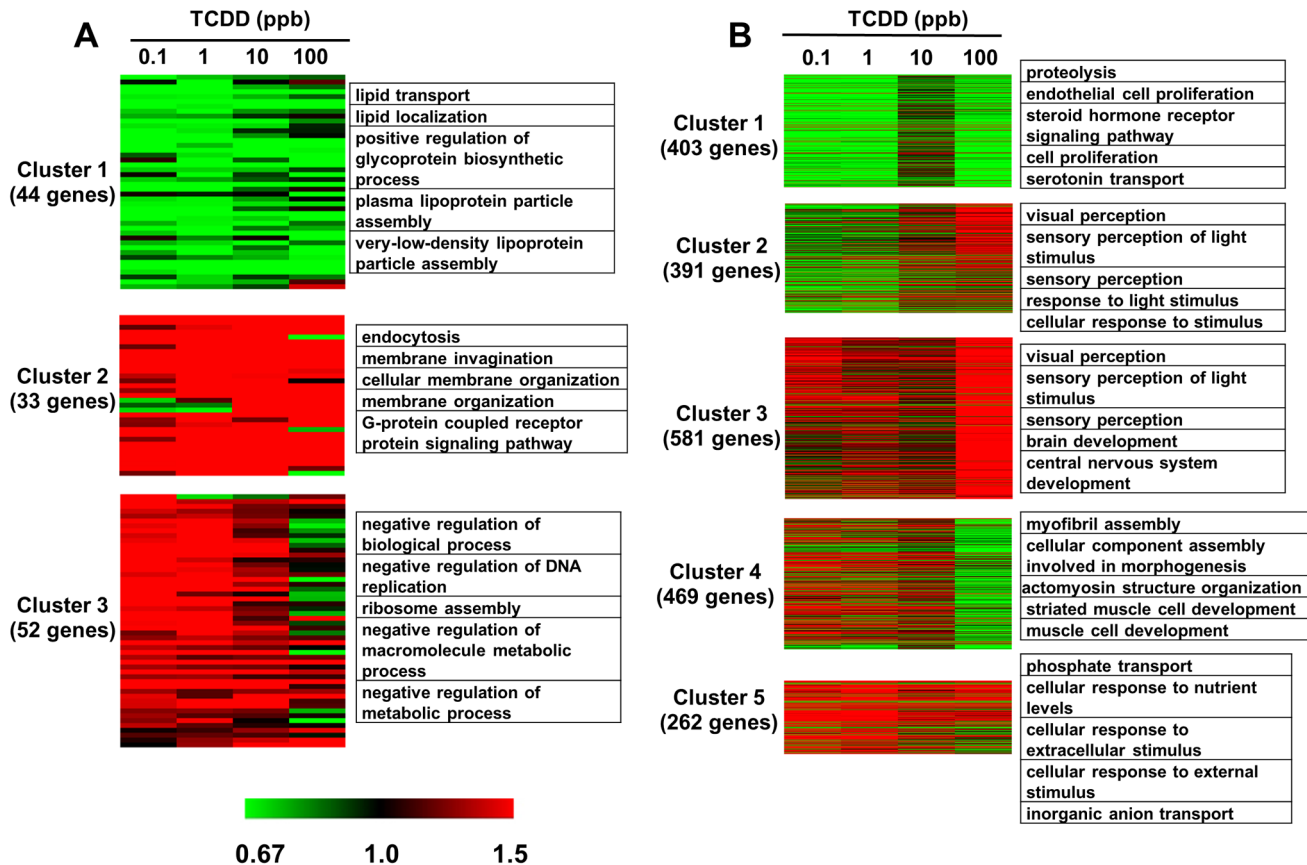 A
TCDD (ppb)
0.1 1 10 100
Cluster 1
(44 genes)
lipid transport
lipid localization
positive regulation of
glycoprotein biosynthetic
process
plasma lipoprotein particle
assembly
very-low-density lipoprotein
particle assembly
Cluster 2
(33 genes)
endocytosis
membrane invagination
cellular membrane organization
membrane organization
G-protein coupled receptor
protein signaling pathway
Cluster 3
(52 genes)
negative regulation of
biological process
negative regulation of DNA
replication
ribosome assembly
negative regulation of
macromolecule metabolic
process
negative regulation of
metabolic process
0.67 1.0 1.5
B
TCDD (ppb)
0.1 1 10 100
Cluster 1
(403 genes)
proteolysis
endothelial cell proliferation
steroid hormone receptor
signaling pathway
cell proliferation
serotonin transport
Cluster 2
(391 genes)
visual perception
sensory perception of light
stimulus
sensory perception
response to light stimulus
cellular response to stimulus
Cluster 3
(581 genes)
visual perception
sensory perception of light
stimulus
sensory perception
brain development
central nervous system
development
Cluster 4
(469 genes)
myofibril assembly
cellular component assembly
involved in morphogenesis
actomyosin structure organization
striated muscle cell development
muscle cell development
Cluster 5
(262 genes)
phosphate transport
cellular response to nutrient
levels
cellular response to
extracellular stimulus
cellular response to external
stimulus
inorganic anion transport